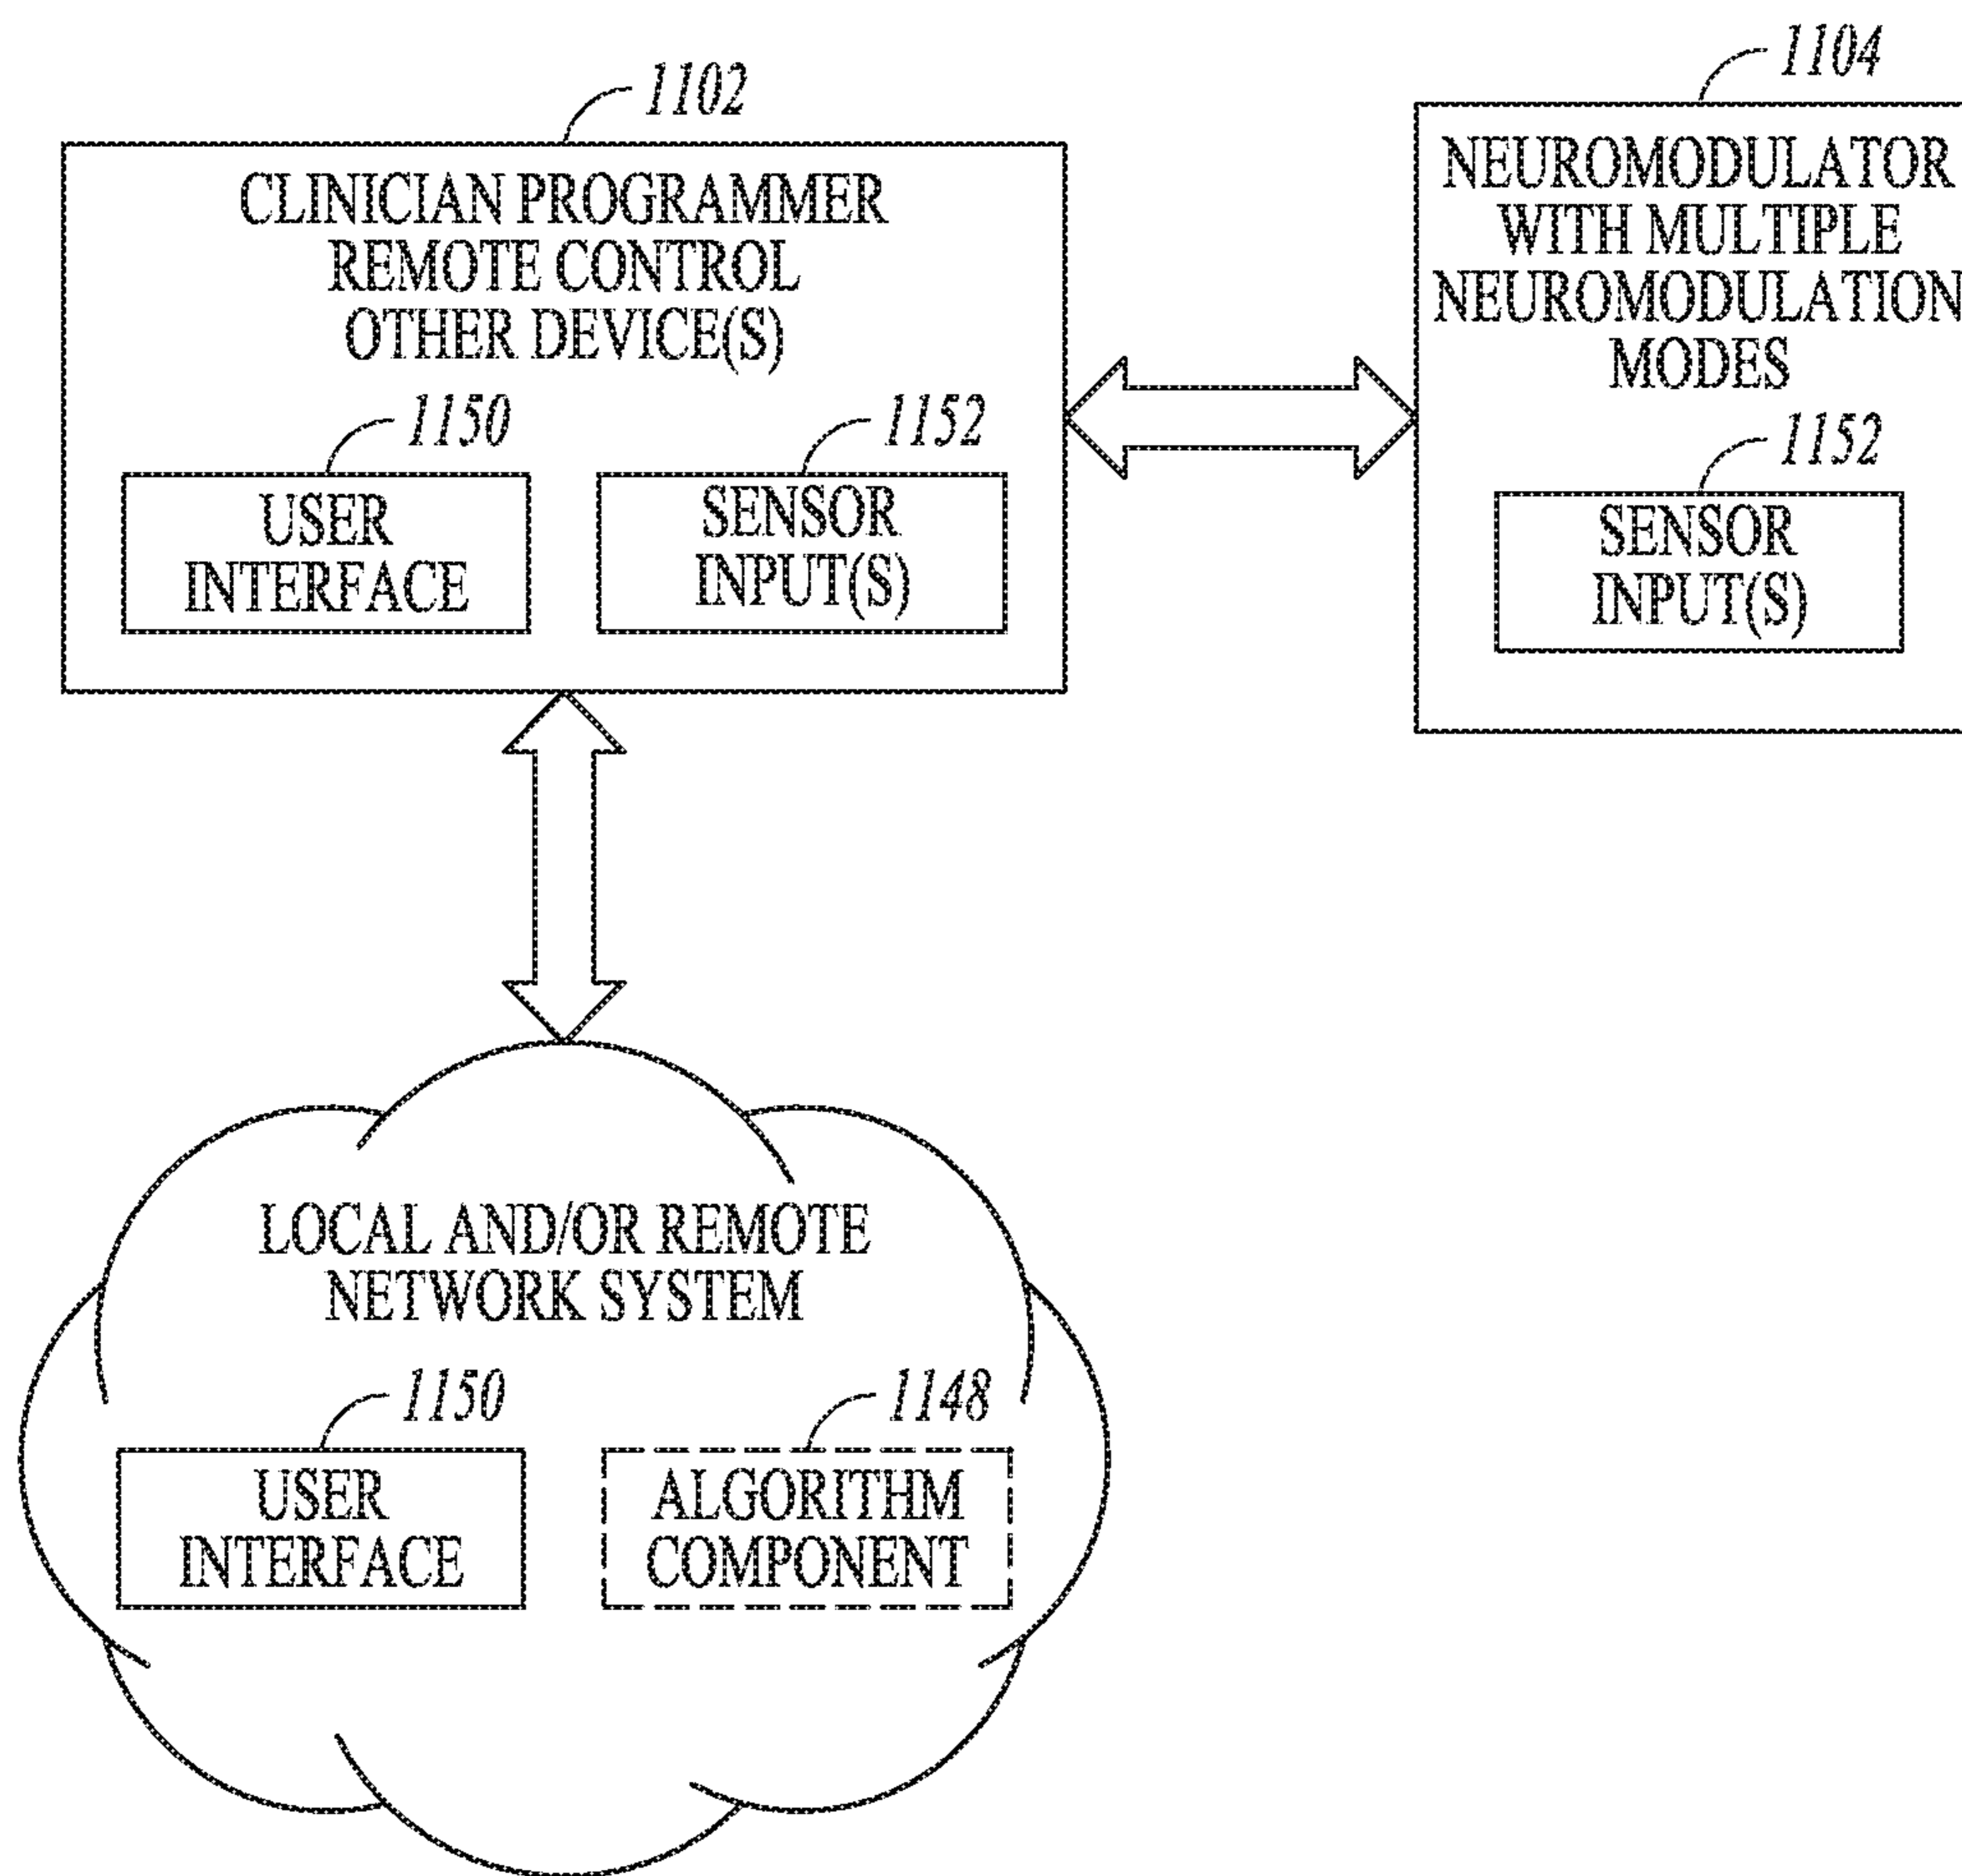 1102
CLINICIAN PROGRAMMER
REMOTE CONTROL
OTHER DEVICE(S)
1150
USER
INTERFACE
1152
SENSOR
INPUT(S)
1104
NEUROMODULATOR
WITH MULTIPLE
NEUROMODULATION
MODES
1152
SENSOR
INPUT(S)
LOCAL AND/OR REMOTE
NETWORK SYSTEM
1150
USER
INTERFACE
1148
ALGORITHM
COMPONENT